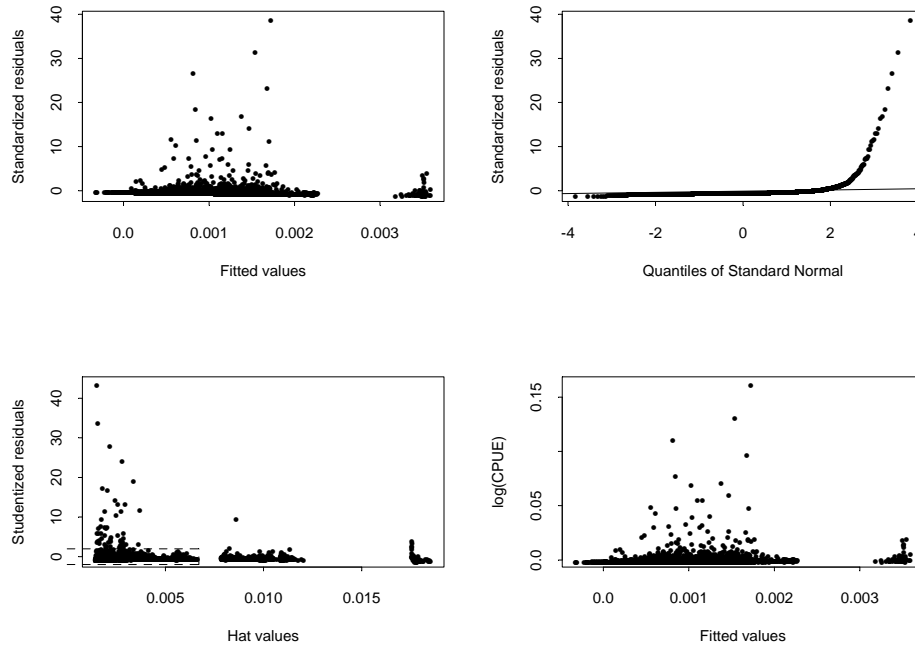 Standardized residuals
0 10 20 30 40
0.0 0.001 0.002 0.003
Fitted values
Standardized residuals
0 10 20 30 40
-4 -2 0 2 4
Quantiles of Standard Normal
Studentized residuals
0 10 20 30 40
0.005 0.010 0.015
Hat values
log(CPUE)
0.0 0.05 0.15
0.0 0.001 0.002 0.003
Fitted values